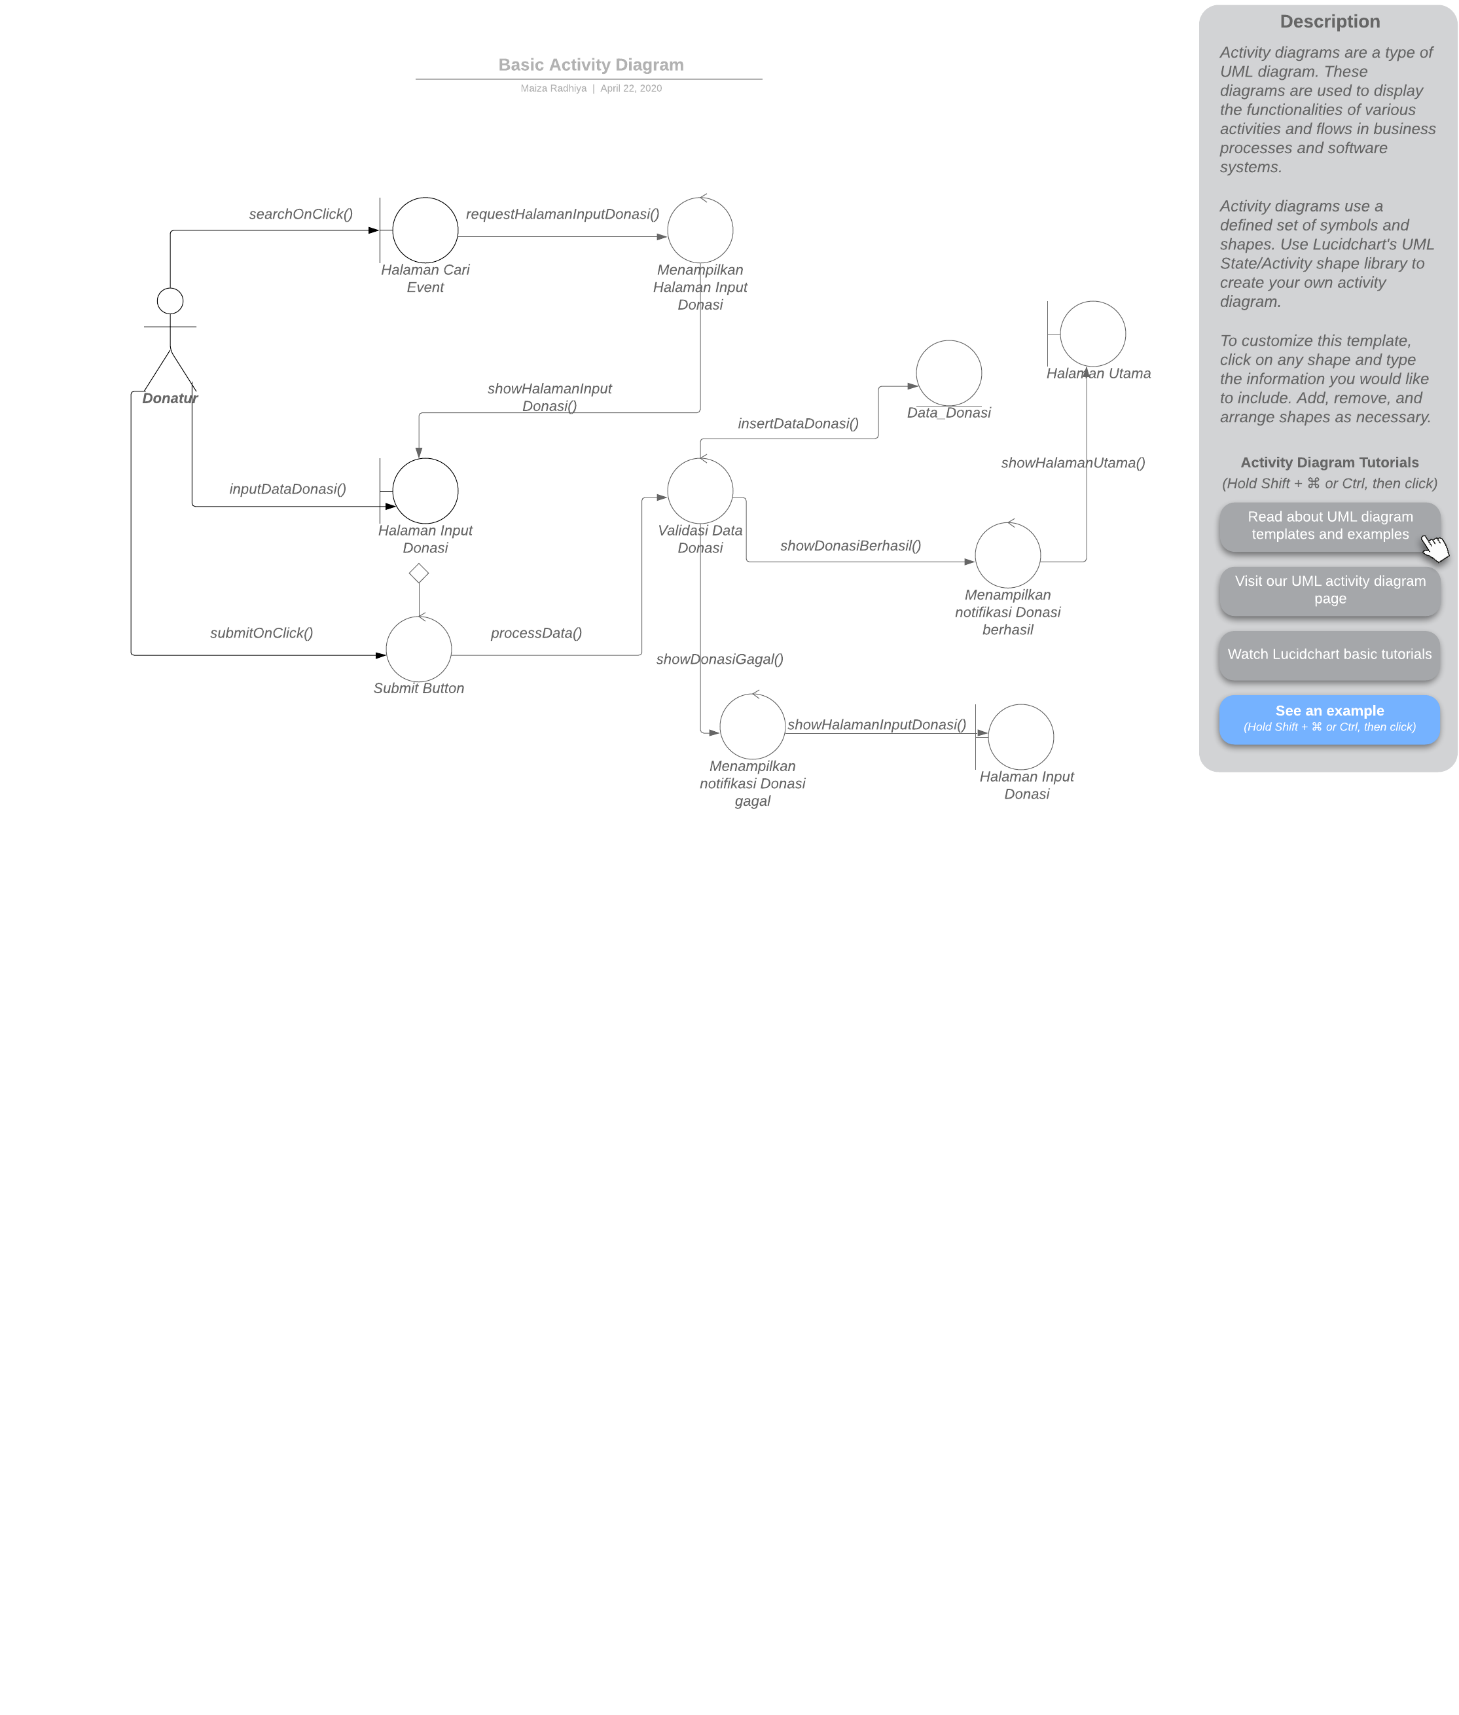 Basic Activity Diagram
Maiza Radhiya | April 22, 2020
searchOnClick()
requestHalamanInputDonasi()
Halaman Cari
Event
Menampilkan
Halaman Input
Donasi
Donatur
showHalamanInput
Donasi()
Halaman Utama
Data_Donasi
insertDataDonasi()
showHalamanUtama()
inputDataDonasi()
Halaman Input
Donasi
Validasi Data
Donasi
showDonasiBerhasil()
Menampilkan
notifikasi Donasi
berhasil
submitOnClick()
processData()
Submit Button
showDonasiGagal()
showHalamanInputDonasi()
Menampilkan
notifikasi Donasi
gagal
Halaman Input
Donasi
Description
Activity diagrams are a type of
UML diagram. These
diagrams are used to display
the functionalities of various
activities and flows in business
processes and software
systems.
Activity diagrams use a
defined set of symbols and
shapes. Use Lucidchart's UML
State/Activity shape library to
create your own activity
diagram.
To customize this template,
click on any shape and type
the information you would like
to include. Add, remove, and
arrange shapes as necessary.
Activity Diagram Tutorials
(Hold Shift + ⌘ or Ctrl, then click)
Read about UML diagram
templates and examples
Visit our UML activity diagram
page
Watch Lucidchart basic tutorials
See an example
(Hold Shift + ⌘ or Ctrl, then click)